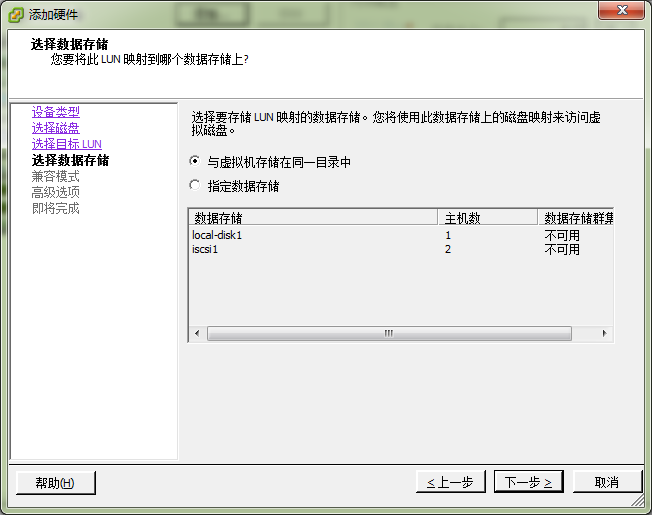 添加硬件
选择数据存储
您要将此 LUN 映射到哪个数据存储上?
设备类型
选择磁盘
选择目标 LUN
选择数据存储
兼容模式
高级选项
即将完成
选择要存储 LUN 映射的数据存储。您将使用此数据存储上的磁盘映射来访问虚
拟磁盘。
与虚拟机存储在同一目录中
指定数据存储
数据存储 主机数 数据存储群集
local-disk1 1 不可用
iscsi1 2 不可用
帮助(H) < 上一步 下一步 > 取消